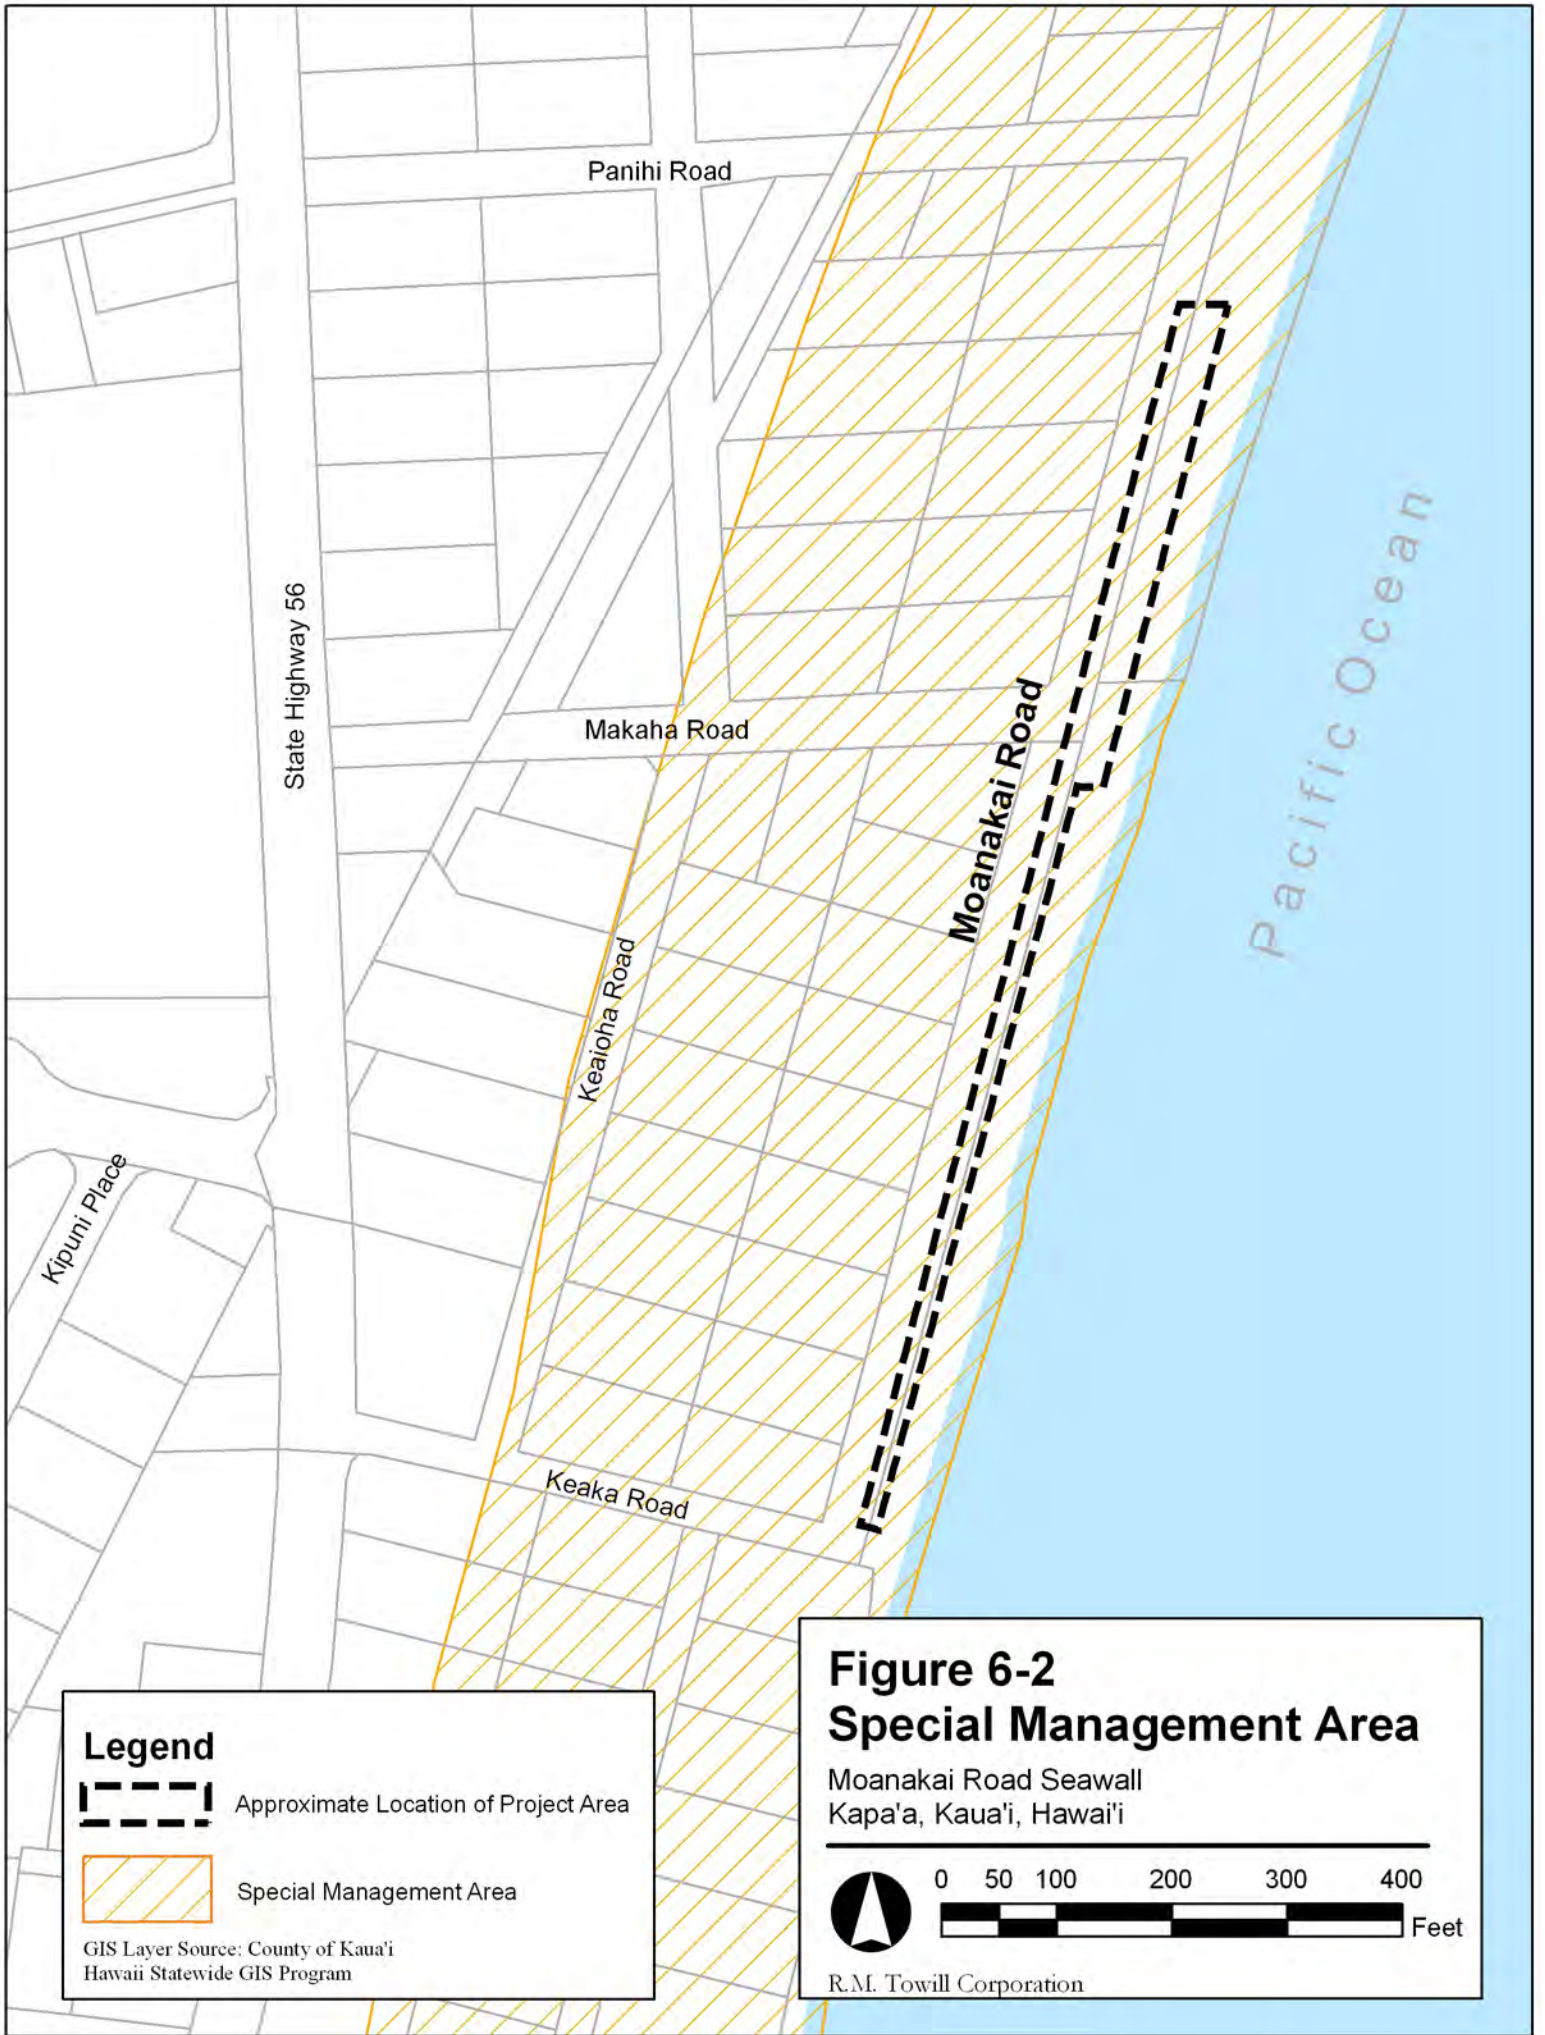 Panihi Road
State Highway 56
Makaha Road
Moanakai Road
Pacific Ocean
Keaioha Road
Kipuni Place
Keaka Road
Legend
Approximate Location of Project Area
Special Management Area
GIS Layer Source: County of Kaua'i
Hawaii Statewide GIS Program
Figure 6-2
Special Management Area
Moanakai Road Seawall
Kapa'a, Kaua'i, Hawai'i
0 50 100 200 300 400
Feet
R.M. Towill Corporation